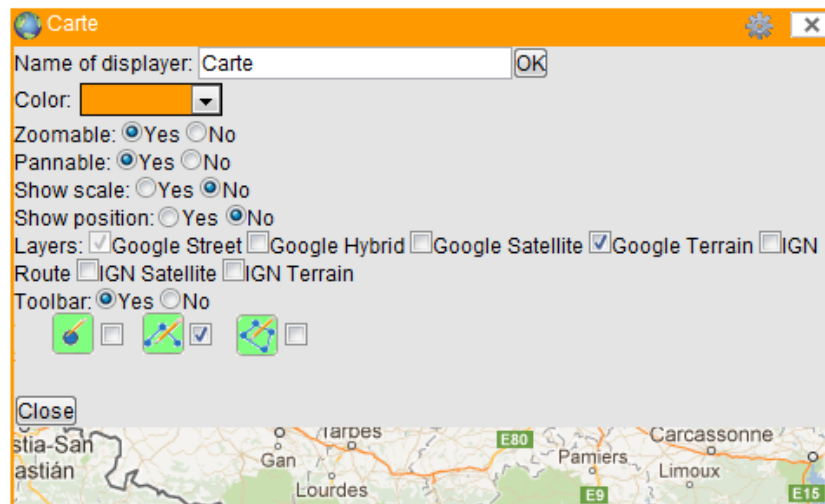 Carte
Name of displayer: Carte OK
Color:
Zoomable: Yes No
Pannable: Yes No
Show scale: Yes No
Show position: Yes No
Layers: Google Street Google Hybrid Google Satellite Google Terrain IGN
Route IGN Satellite IGN Terrain
Toolbar: Yes No
Close
stia-San
astián
Tarbes
Gan
Lourdes
E80
Pamiers
E9
Carcassonne
Limoux
E15